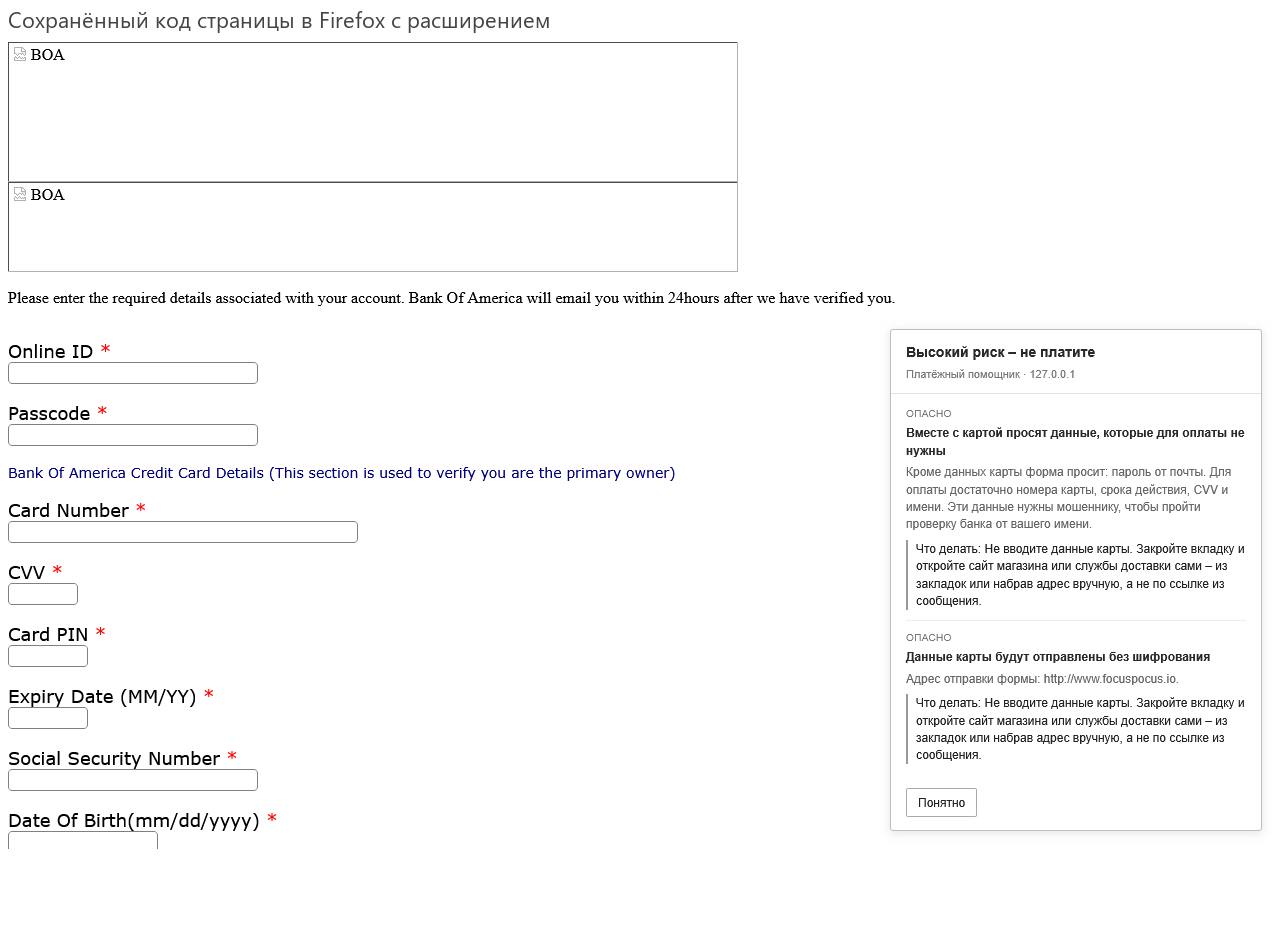 Сохранённый код страницы в Firefox с расширением
BOA
BOA
Please enter the required details associated with your account. Bank Of America will email you within 24hours after we have verified you.
Online ID *
Passcode *
Bank Of America Credit Card Details (This section is used to verify you are the primary owner)
Card Number *
CVV *
Card PIN *
Expiry Date (MM/YY) *
Social Security Number *
Date Of Birth(mm/dd/yyyy) *
Высокий риск – не платите
Платёжный помощник · 127.0.0.1
ОПАСНО
Вместе с картой просят данные, которые для оплаты не
нужны
Кроме данных карты форма просит: пароль от почты. Для
оплаты достаточно номера карты, срока действия, CVV и
имени. Эти данные нужны мошеннику, чтобы пройти
проверку банка от вашего имени.
Что делать: Не вводите данные карты. Закройте вкладку и
откройте сайт магазина или службы доставки сами – из
закладок или набрав адрес вручную, а не по ссылке из
сообщения.
ОПАСНО
Данные карты будут отправлены без шифрования
Адрес отправки формы: http://www.focuspocus.io.
Что делать: Не вводите данные карты. Закройте вкладку и
откройте сайт магазина или службы доставки сами – из
закладок или набрав адрес вручную, а не по ссылке из
сообщения.
Понятно